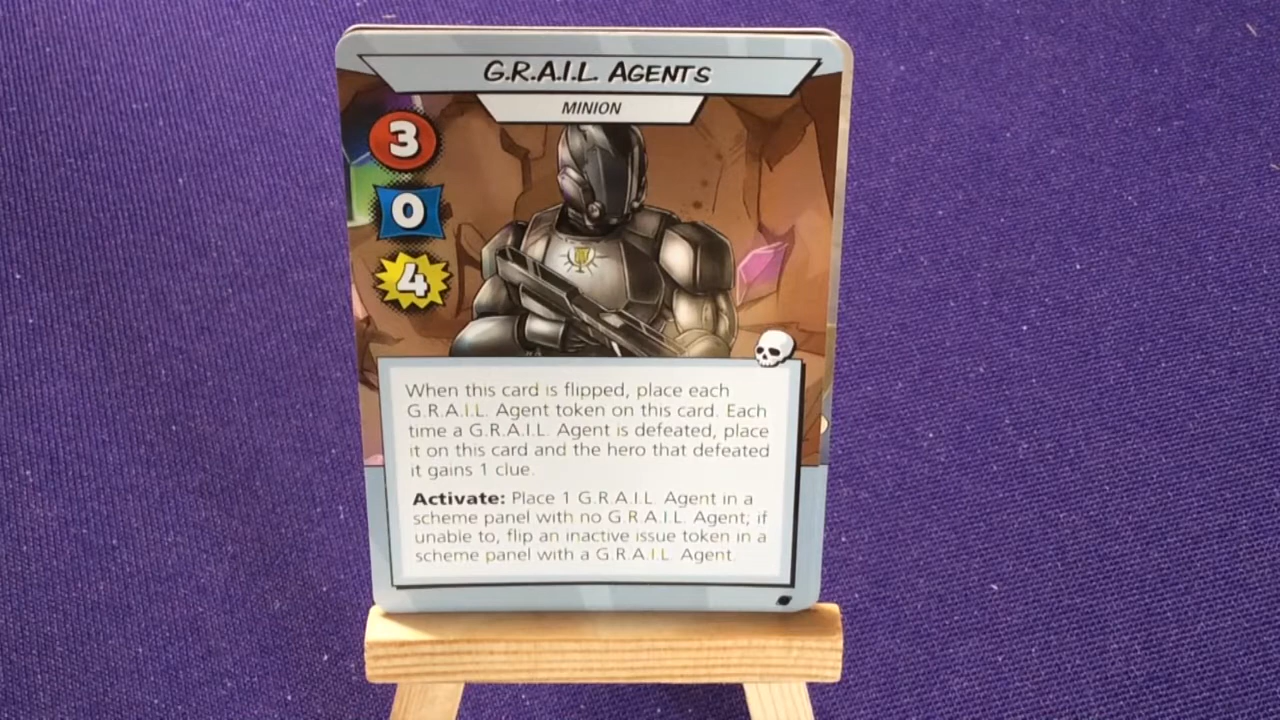 G.R.A.I.L. AGENTS
MINION
3
0
4
When this card is flipped, place each
G.R.A.I.L. Agent token on this card. Each
time a G.R.A.I.L. Agent is defeated, place
it on this card and the hero that defeated
it gains 1 clue.
Activate: Place 1 G.R.A.I.L. Agent in a
scheme panel with no G.R.A.I.L. Agent; if
unable to, flip an inactive issue token in a
scheme panel with a G.R.A.I.L. Agent.